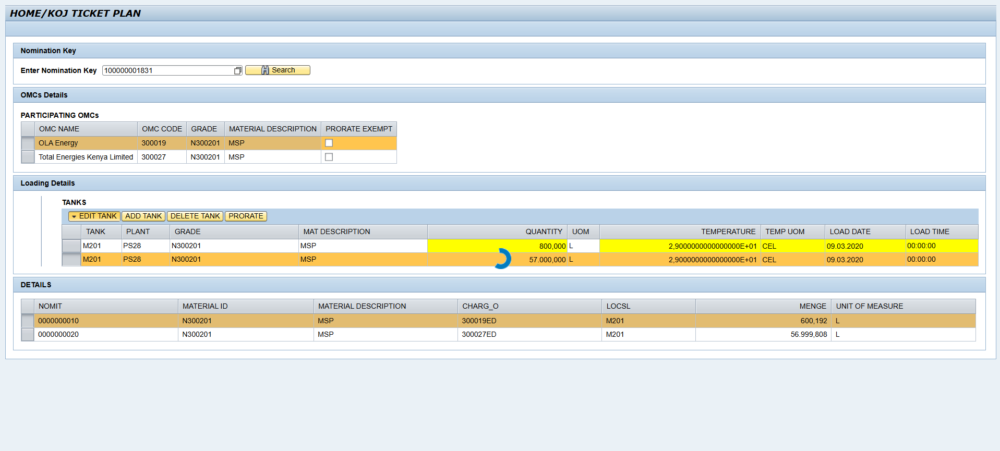 HOME/KOJ TICKET PLAN
Nomination Key
Enter Nomination Key 100000001831 Search
OMCs Details
PARTICIPATING OMCs
OMC NAME OMC CODE GRADE MATERIAL DESCRIPTION PRORATE EXEMPT
OLA Energy 300019 N300201 MSP
Total Energies Kenya Limited 300027 N300201 MSP
Loading Details
TANKS
EDIT TANK ADD TANK DELETE TANK PRORATE
TANK PLANT GRADE MAT DESCRIPTION QUANTITY UOM TEMPERATURE TEMP UOM LOAD DATE LOAD TIME
M201 PS28 N300201 MSP 800,000 L 2,9000000000000000E+01 CEL 09.03.2020 00:00:00
M201 PS28 N300201 MSP 57.000,000 L 2,9000000000000000E+01 CEL 09.03.2020 00:00:00
DETAILS
NOMIT MATERIAL ID MATERIAL DESCRIPTION CHARG_O LOCSL MENGE UNIT OF MEASURE
0000000010 N300201 MSP 300019ED M201 600,192 L
0000000020 N300201 MSP 300027ED M201 56.999,808 L